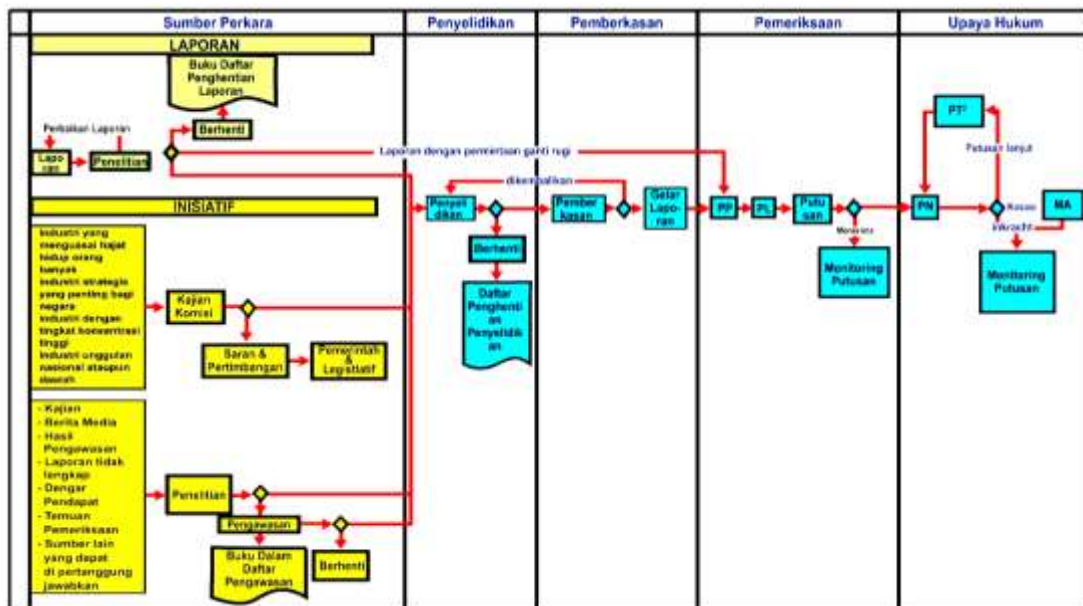 Sumber Perkara
Penyelidikan
Pemberkasan
Pemeriksaan
Upaya Hukum
LAPORAN
Buku Daftar
Penghentian
Laporan
Perbaikan Laporan
Berhenti
Lapo
ran
Penelitian
Laporan dengan permintaan ganti rugi
INISIATIF
Industri yang
menguasai hajat
hidup orang
banyak
Industri strategis
yang penting bagi
negara
Industri dengan
tingkat konsentrasi
tinggi
Industri unggulan
nasional ataupun
daerah
Kajian
Komisi
Saran &
Pertimbangan
Pemerintah
&
Legislatif
- Kajian
- Berita Media
- Hasil
Pengawasan
- Laporan tidak
lengkap
- Dengar
Pendapat
- Temuan
Pemeriksaan
- Sumber lain
yang dapat
di pertanggung
jawabkan
Penelitian
Pengawasan
Buku Dalam
Daftar
Pengawasan
Berhenti
dikembalikan
Penyeli
dikan
Berhenti
Daftar
Penghenti
an
Penyelidik
an
Pember
kasan
Gelar
Lapo-
ran
PP
PL
Putu
san
Menerima
Monitoring
Putusan
PT
Putusan lanjut
PN
Kasasi
MA
inkracht
Monitoring
Putusan